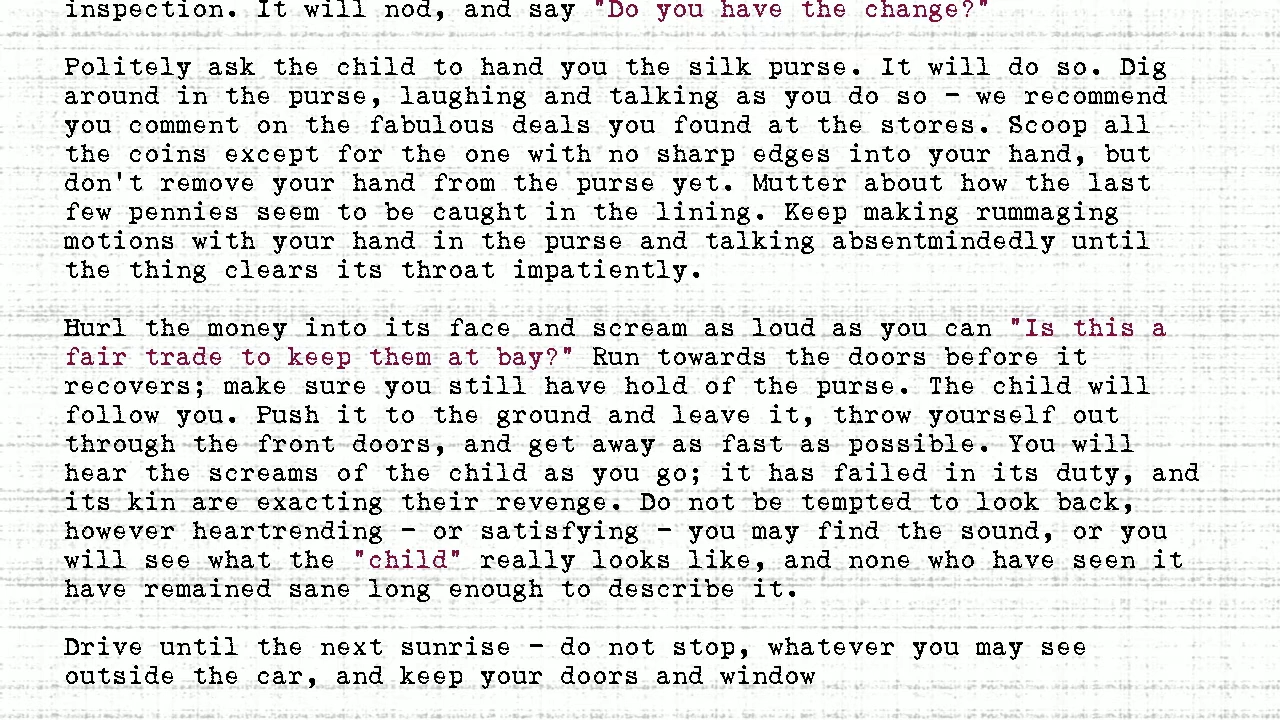 inspection. It will nod, and say "Do you have the change?"
Politely ask the child to hand you the silk purse. It will do so. Dig
around in the purse, laughing and talking as you do so - we recommend
you comment on the fabulous deals you found at the stores. Scoop all
the coins except for the one with no sharp edges into your hand, but
don't remove your hand from the purse yet. Mutter about how the last
few pennies seem to be caught in the lining. Keep making rummaging
motions with your hand in the purse and talking absentmindedly until
the thing clears its throat impatiently.
Hurl the money into its face and scream as loud as you can "Is this a
fair trade to keep them at bay?" Run towards the doors before it
recovers; make sure you still have hold of the purse. The child will
follow you. Push it to the ground and leave it, throw yourself out
through the front doors, and get away as fast as possible. You will
hear the screams of the child as you go; it has failed in its duty, and
its kin are exacting their revenge. Do not be tempted to look back,
however heartrending - or satisfying - you may find the sound, or you
will see what the "child" really looks like, and none who have seen it
have remained sane long enough to describe it.
Drive until the next sunrise - do not stop, whatever you may see
outside the car, and keep your doors and window